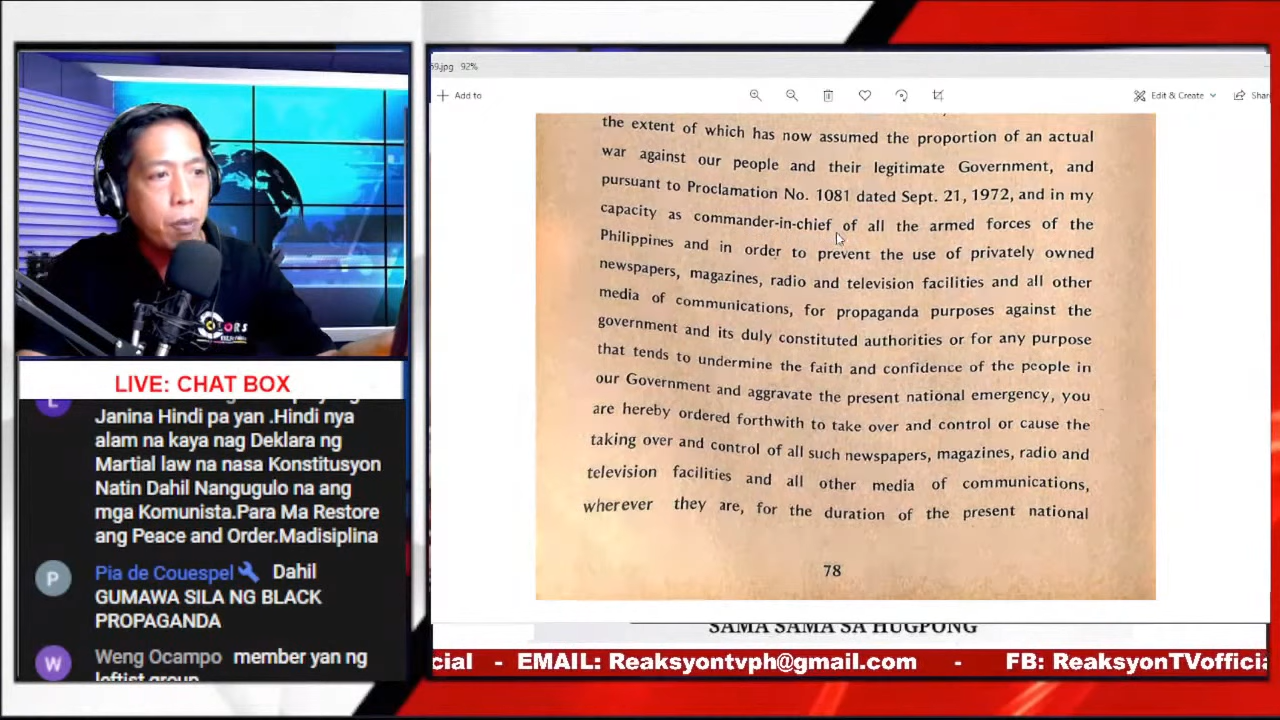 59.jpg 92%
Add to
Edit & Create
the extent of which has now assumed the proportion of an actual
war against our people and their legitimate Government, and
pursuant to Proclamation No. 1081 dated Sept. 21, 1972, and in my
capacity as commander-in-chief of all the armed forces of the
Philippines and in order to prevent the use of privately owned
newspapers, magazines, radio and television facilities and all other
media of communications, for propaganda purposes against the
government and its duly constituted authorities or for any purpose
that tends to undermine the faith and confidence of the people in
our Government and aggravate the present national emergency, you
are hereby ordered forthwith to take over and control or cause the
taking over and control of all such newspapers, magazines, radio and
television facilities and all other media of communications,
wherever they are, for the duration of the present national
78
SAMA SAMA SA HUGPONG
LIVE: CHAT BOX
Janina Hindi pa yan .Hindi nya
alam na kaya nag Deklara ng
Martial law na nasa Konstitusyon
Natin Dahil Nangugulo na ang
mga Komunista.Para Ma Restore
ang Peace and Order.Madisiplina
P
Pia de Couespel Dahil
GUMAWA SILA NG BLACK
PROPAGANDA
W
Weng Ocampo member yan ng
leftist group
cial - EMAIL: Reaksyontvph@gmail.com - FB: ReaksyonTVofficia